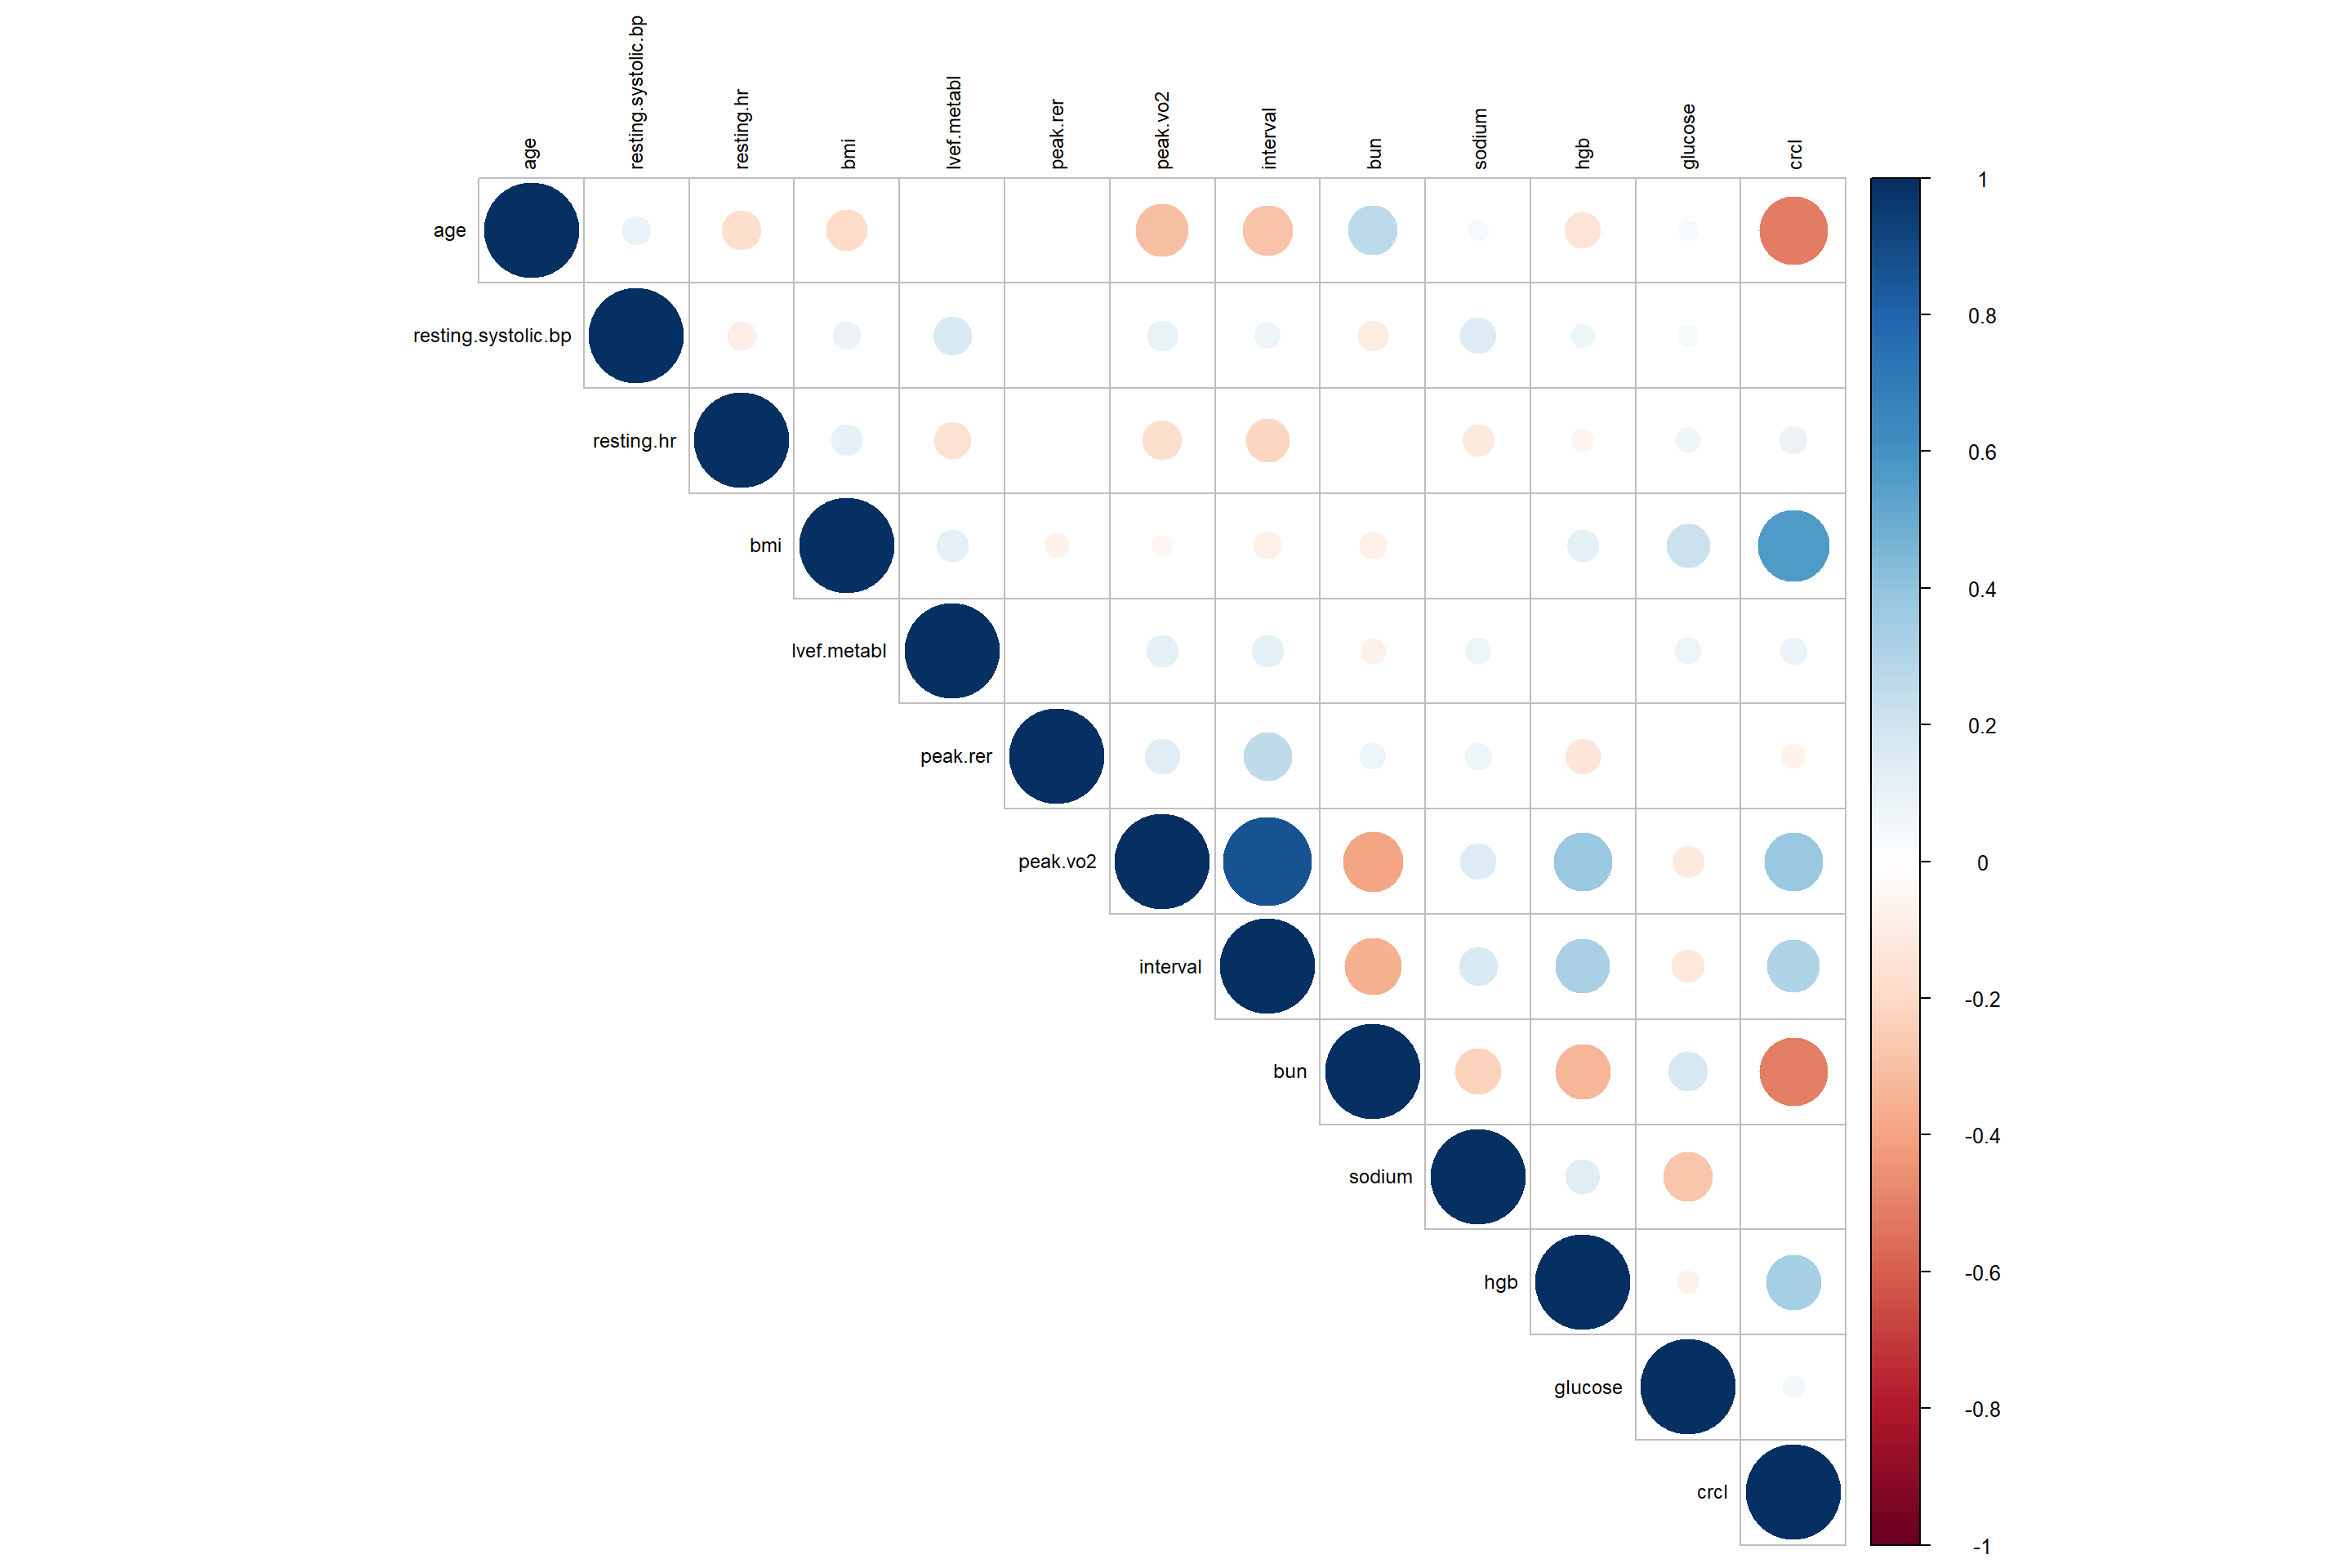 age
resting.systolic.bp
resting.hr
bmi
lvef.metabl
peak.rer
peak.vo2
interval
bun
sodium
hgb
glucose
crcl
age
resting.systolic.bp
resting.hr
bmi
lvef.metabl
peak.rer
peak.vo2
interval
bun
sodium
hgb
glucose
crcl
1
0.8
0.6
0.4
0.2
0
-0.2
-0.4
-0.6
-0.8
-1